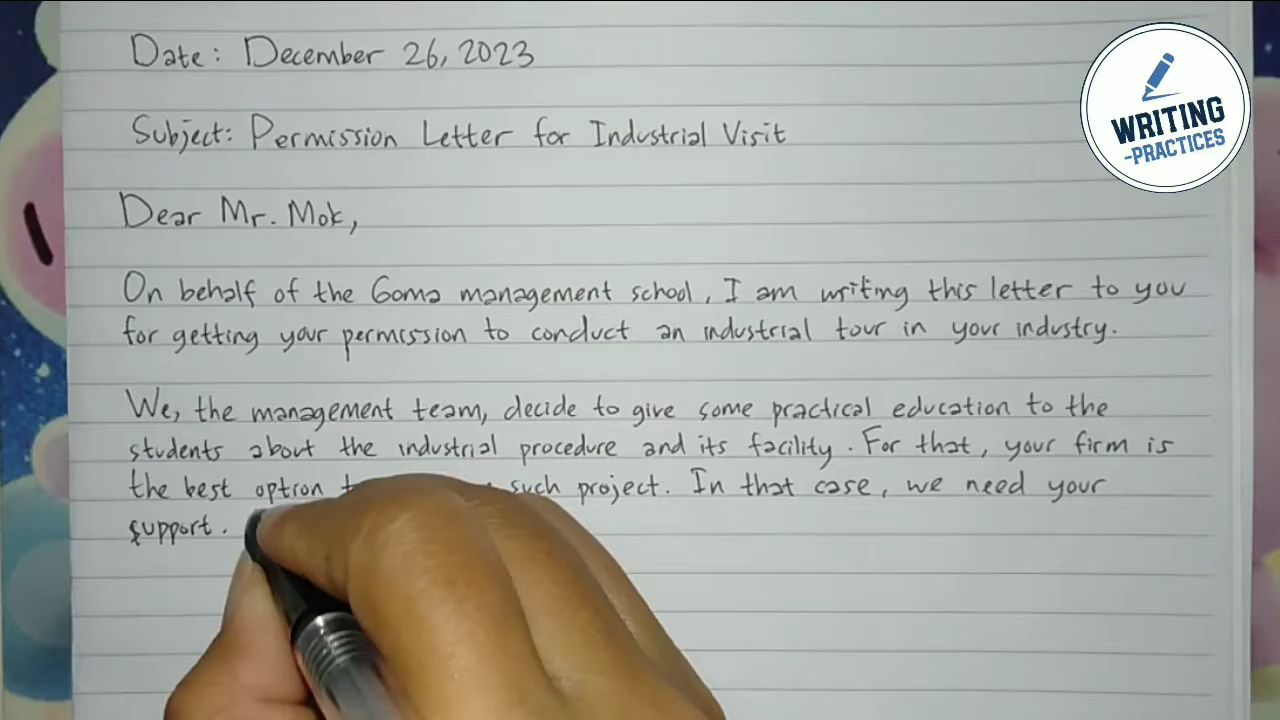 Date: December 26, 2023
Subject: Permission Letter for Industrial Visit
Dear Mr. Mok,
On behalf of the Goma management school, I am writing this letter to you
for getting your permission to conduct an industrial tour in your industry.
We, the management team, decide to give some practical education to the
students about the industrial procedure and its facility. For that, your firm is
the best option such project. In that case, we need your
support.
WRITING
-PRACTICES